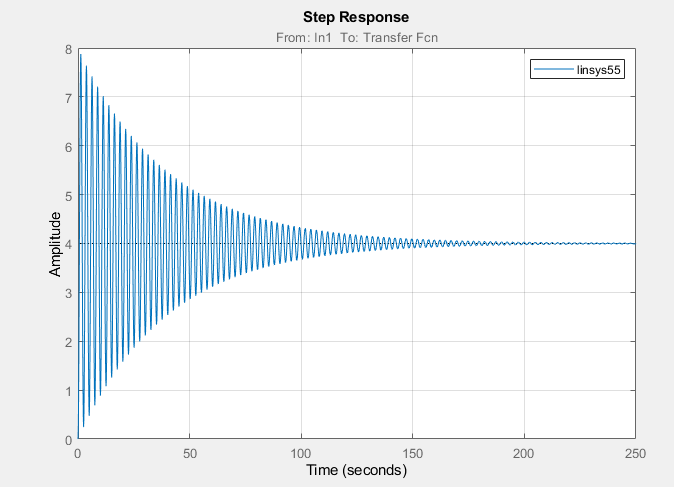 Step Response
From: In1 To: Transfer Fcn
linsys55
Amplitude
8
7
6
5
4
3
2
1
0
0 50 100 150 200 250
Time (seconds)